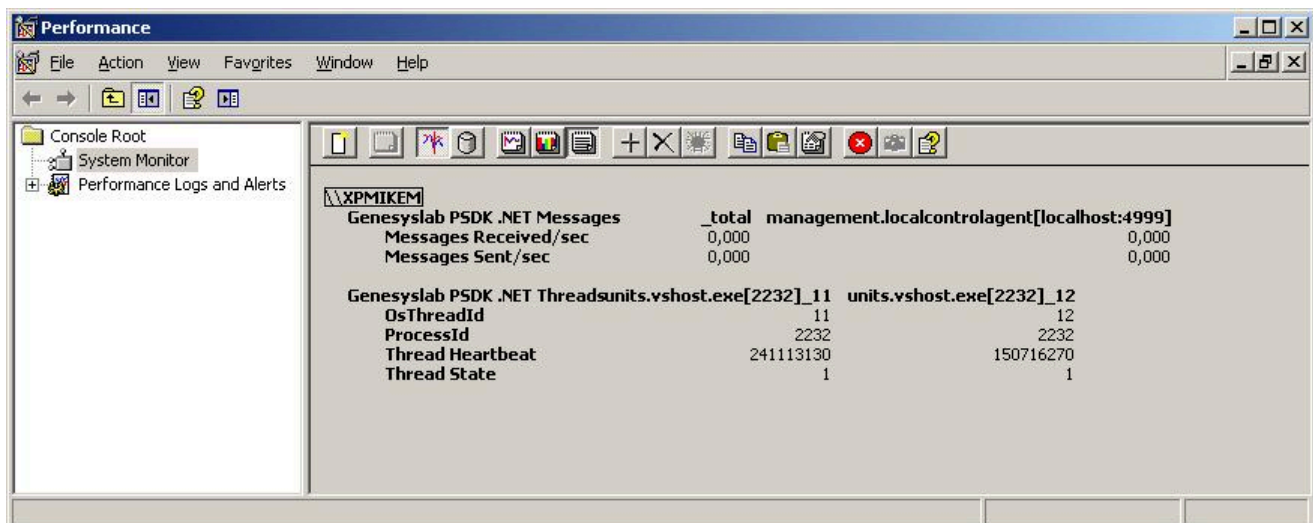 Performance
File Action View Favorites Window Help
Console Root
System Monitor
Performance Logs and Alerts
\\XPMIKEM
Genesyslab PSDK .NET Messages _total management.localcontrolagent[localhost:4999]
Messages Received/sec 0,000 0,000
Messages Sent/sec 0,000 0,000
Genesyslab PSDK .NET Threadsunits.vshost.exe[2232]_11 units.vshost.exe[2232]_12
OsThreadId 11 12
ProcessId 2232 2232
Thread Heartbeat 241113130 150716270
Thread State 1 1